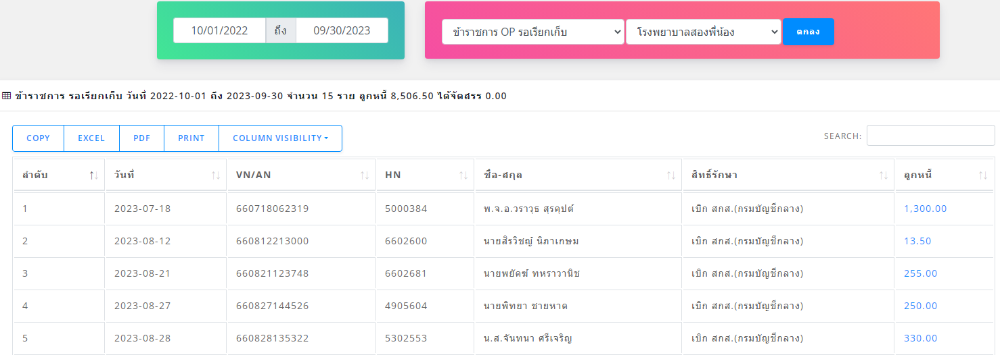 10/01/2022 ถึง 09/30/2023
ข้าราชการ OP รอเรียกเก็บ โรงพยาบาลสองพี่น้อง ตกลง
ข้าราชการ รอเรียกเก็บ วันที่ 2022-10-01 ถึง 2023-09-30 จำนวน 15 ราย ลูกหนี้ 8,506.50 ได้จัดสรร 0.00
COPY EXCEL PDF PRINT COLUMN VISIBILITY SEARCH:
ลำดับ วันที่ VN/AN HN ชื่อ-สกุล สิทธิ์รักษา ลูกหนี้
1 2023-07-18 660718062319 5000384 พ.จ.อ.วราวุธ สุรคุปต์ เบิก สกส.(กรมบัญชีกลาง) 1,300.00
2 2023-08-12 660812213000 6602600 นายสิรวิชญ์ นิภาเกษม เบิก สกส.(กรมบัญชีกลาง) 13.50
3 2023-08-21 660821123748 6602681 นายพยัคฆ์ ทหราวานิช เบิก สกส.(กรมบัญชีกลาง) 255.00
4 2023-08-27 660827144526 4905604 นายพิทยา ชายหาด เบิก สกส.(กรมบัญชีกลาง) 250.00
5 2023-08-28 660828135322 5302553 น.ส.จันทนา ศรีเจริญ เบิก สกส.(กรมบัญชีกลาง) 330.00